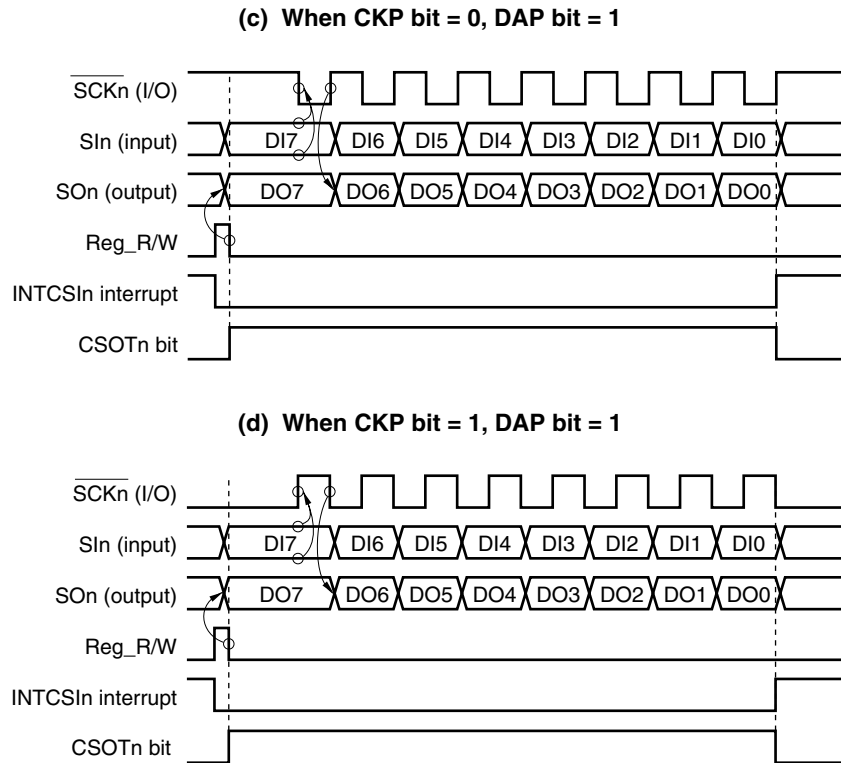 (c) When CKP bit = 0, DAP bit = 1
SCKn (I/O)
SIn (input) DI7 DI6 DI5 DI4 DI3 DI2 DI1 DI0
SOn (output) DO7 DO6 DO5 DO4 DO3 DO2 DO1 DO0
Reg_R/W
INTCSIn interrupt
CSOTn bit
(d) When CKP bit = 1, DAP bit = 1
SCKn (I/O)
SIn (input) DI7 DI6 DI5 DI4 DI3 DI2 DI1 DI0
SOn (output) DO7 DO6 DO5 DO4 DO3 DO2 DO1 DO0
Reg_R/W
INTCSIn interrupt
CSOTn bit